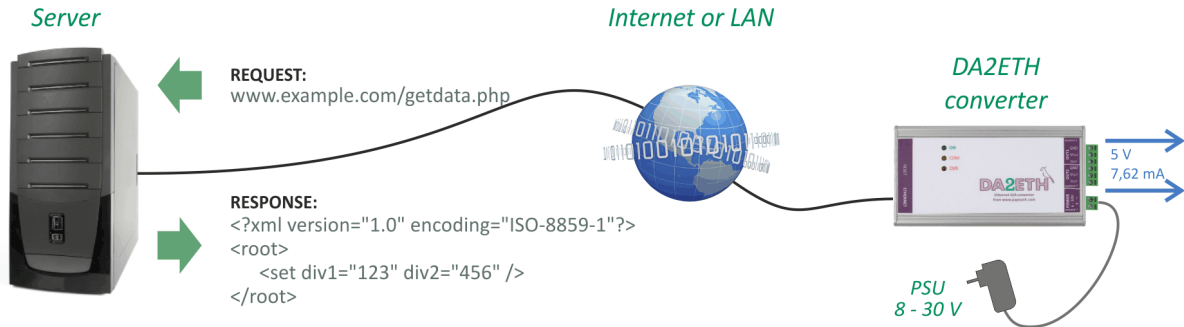 Server
Internet or LAN
REQUEST:
www.example.com/getdata.php
DA2ETH
converter
RESPONSE:
<?xml version="1.0" encoding="ISO-8859-1"?>
<root>
<set div1="123" div2="456" />
</root>
DA2ETH
5 V
7,62 mA
PSU
8 - 30 V